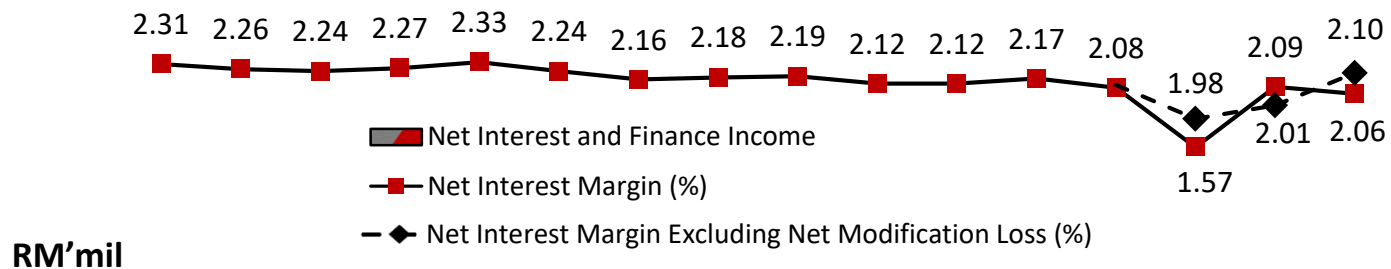 2.31 2.26 2.24 2.27 2.33 2.24 2.16 2.18 2.19 2.12 2.12 2.17 2.08 1.98 2.09 2.10
Net Interest and Finance Income
2.01 2.06
Net Interest Margin (%)
1.57
Net Interest Margin Excluding Net Modification Loss (%)
RM’mil